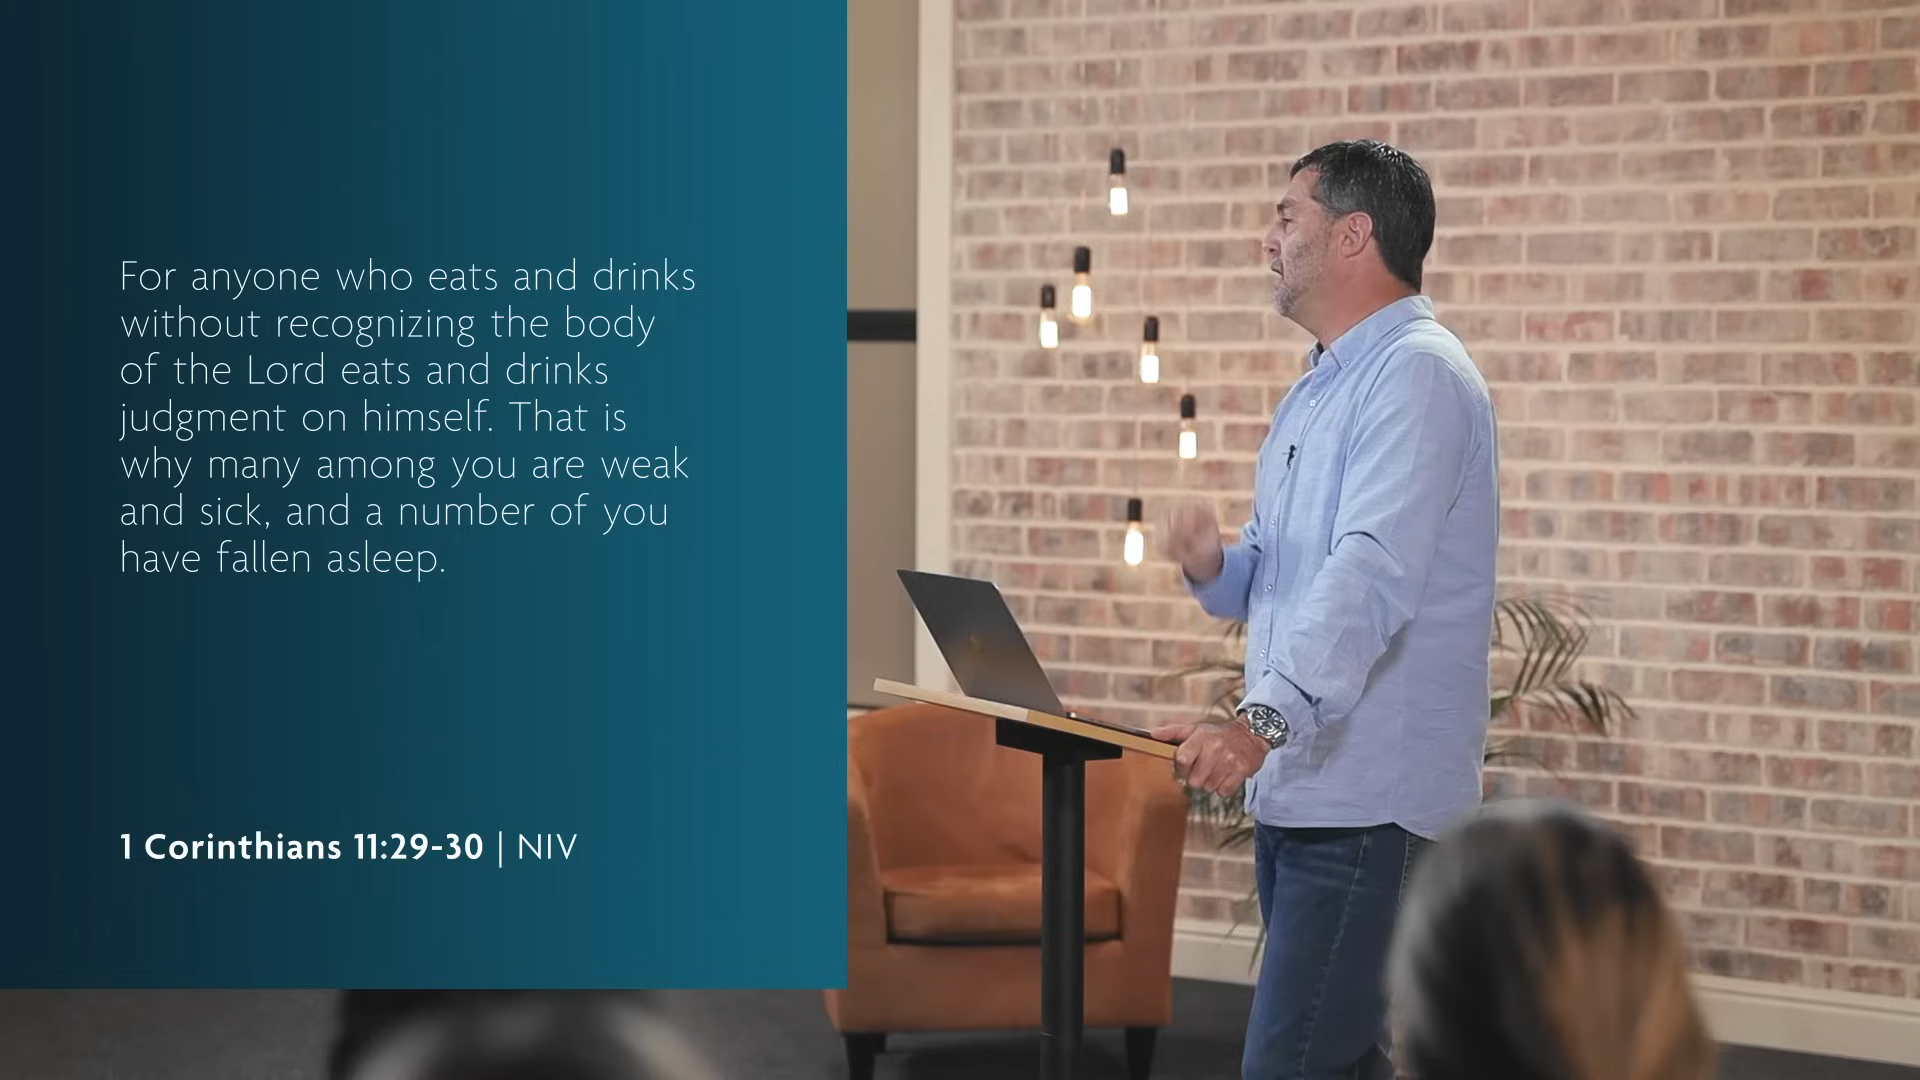 For anyone who eats and drinks
without recognizing the body
of the Lord eats and drinks
judgment on himself. That is
why many among you are weak
and sick, and a number of you
have fallen asleep.
1 Corinthians 11:29-30 | NIV